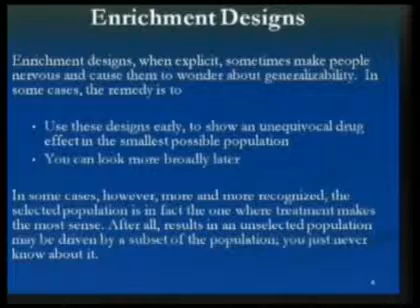 Enrichment Designs
Enrichment designs, when explicit, sometimes make people
nervous and cause them to wonder about generalizability. In
some cases, the remedy is to
• Use these designs early, to show an unequivocal drug
effect in the smallest possible population
• You can look more broadly later
In some cases, however, more and more recognized, the
selected population is in fact the one where treatment makes
the most sense. After all, results in an unselected population
may be driven by a subset of the population; you just never
know about it.